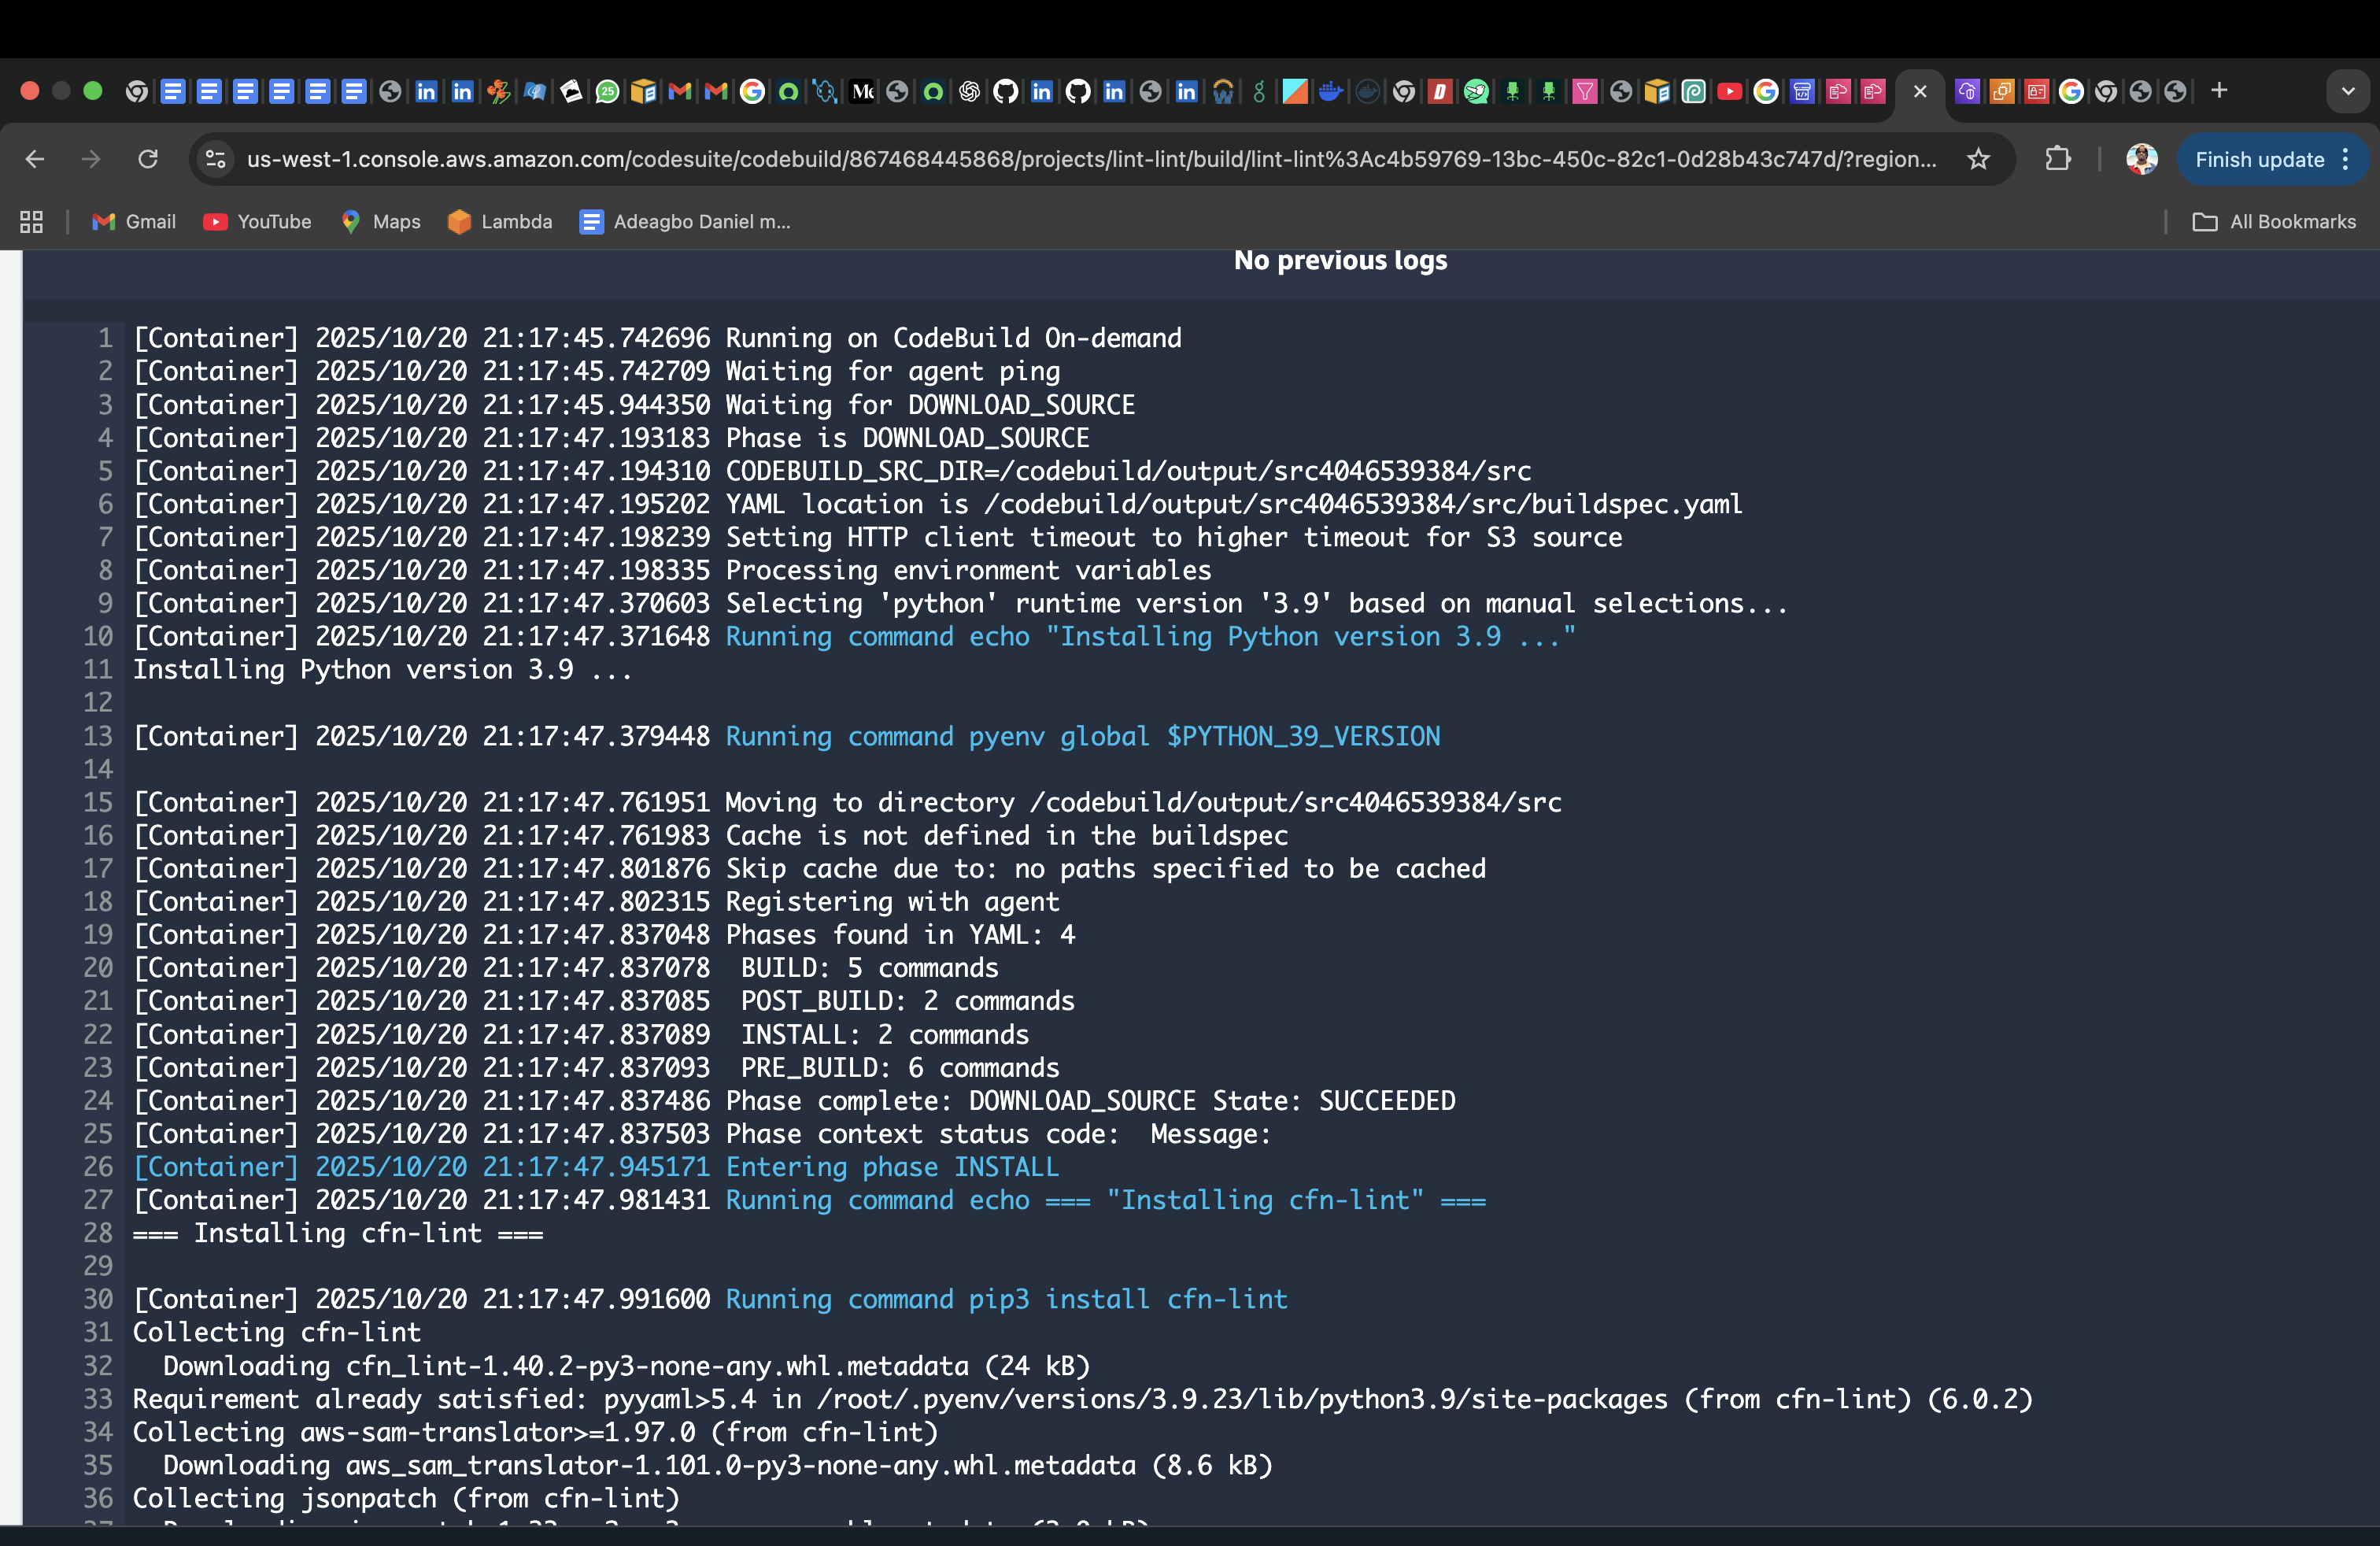 25
Me
us-west-1.console.aws.amazon.com/codesuite/codebuild/867468445868/projects/lint-lint/build/lint-lint%3Ac4b59769-13bc-450c-82c1-0d28b43c747d/?region...
Finish update
Gmail
YouTube
Maps
Lambda
Adeagbo Daniel m...
All Bookmarks
No previous logs
1 [Container] 2025/10/20 21:17:45.742696 Running on CodeBuild On-demand
2 [Container] 2025/10/20 21:17:45.742709 Waiting for agent ping
3 [Container] 2025/10/20 21:17:45.944350 Waiting for DOWNLOAD_SOURCE
4 [Container] 2025/10/20 21:17:47.193183 Phase is DOWNLOAD_SOURCE
5 [Container] 2025/10/20 21:17:47.194310 CODEBUILD_SRC_DIR=/codebuild/output/src4046539384/src
6 [Container] 2025/10/20 21:17:47.195202 YAML location is /codebuild/output/src4046539384/src/buildspec.yaml
7 [Container] 2025/10/20 21:17:47.198239 Setting HTTP client timeout to higher timeout for S3 source
8 [Container] 2025/10/20 21:17:47.198335 Processing environment variables
9 [Container] 2025/10/20 21:17:47.370603 Selecting 'python' runtime version '3.9' based on manual selections...
10 [Container] 2025/10/20 21:17:47.371648 Running command echo "Installing Python version 3.9 ..."
11 Installing Python version 3.9 ...
12
13 [Container] 2025/10/20 21:17:47.379448 Running command pyenv global $PYTHON_39_VERSION
14
15 [Container] 2025/10/20 21:17:47.761951 Moving to directory /codebuild/output/src4046539384/src
16 [Container] 2025/10/20 21:17:47.761983 Cache is not defined in the buildspec
17 [Container] 2025/10/20 21:17:47.801876 Skip cache due to: no paths specified to be cached
18 [Container] 2025/10/20 21:17:47.802315 Registering with agent
19 [Container] 2025/10/20 21:17:47.837048 Phases found in YAML: 4
20 [Container] 2025/10/20 21:17:47.837078  BUILD: 5 commands
21 [Container] 2025/10/20 21:17:47.837085  POST_BUILD: 2 commands
22 [Container] 2025/10/20 21:17:47.837089  INSTALL: 2 commands
23 [Container] 2025/10/20 21:17:47.837093  PRE_BUILD: 6 commands
24 [Container] 2025/10/20 21:17:47.837486 Phase complete: DOWNLOAD_SOURCE State: SUCCEEDED
25 [Container] 2025/10/20 21:17:47.837503 Phase context status code:  Message:
26 [Container] 2025/10/20 21:17:47.945171 Entering phase INSTALL
27 [Container] 2025/10/20 21:17:47.981431 Running command echo === "Installing cfn-lint" ===
28 === Installing cfn-lint ===
29
30 [Container] 2025/10/20 21:17:47.991600 Running command pip3 install cfn-lint
31 Collecting cfn-lint
32   Downloading cfn_lint-1.40.2-py3-none-any.whl.metadata (24 kB)
33 Requirement already satisfied: pyyaml>5.4 in /root/.pyenv/versions/3.9.23/lib/python3.9/site-packages (from cfn-lint) (6.0.2)
34 Collecting aws-sam-translator>=1.97.0 (from cfn-lint)
35   Downloading aws_sam_translator-1.101.0-py3-none-any.whl.metadata (8.6 kB)
36 Collecting jsonpatch (from cfn-lint)